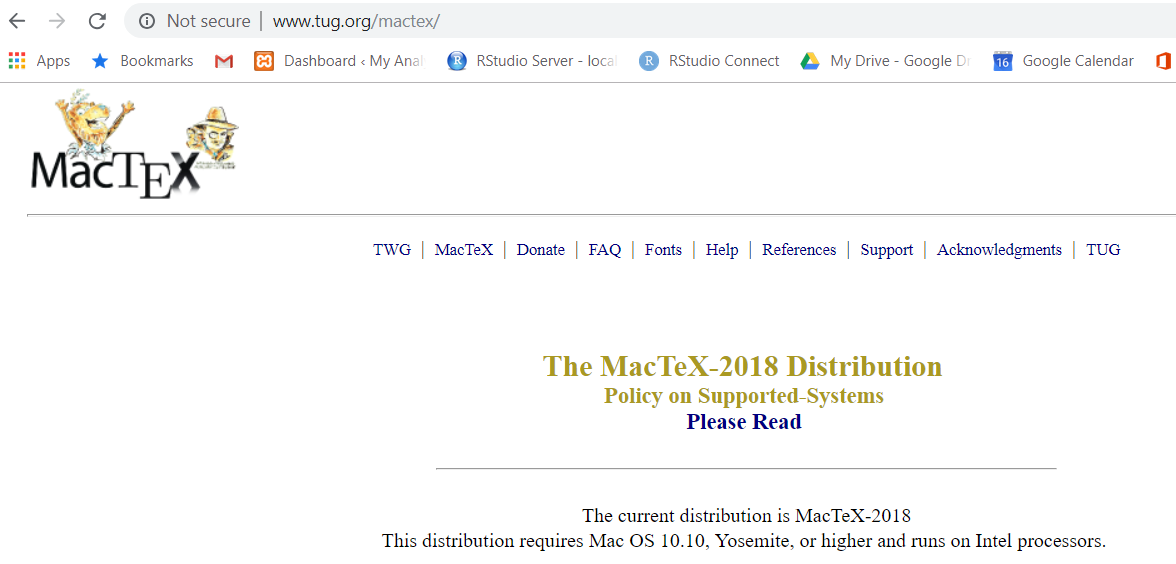 Not secure | www.tug.org/mactex/
Apps Bookmarks Dashboard ‹ My Anal RStudio Server - local RStudio Connect My Drive - Google Dr 16 Google Calendar
MacTEX
TWG | MacTeX | Donate | FAQ | Fonts | Help | References | Support | Acknowledgments | TUG
The MacTeX-2018 Distribution
Policy on Supported-Systems
Please Read
The current distribution is MacTeX-2018
This distribution requires Mac OS 10.10, Yosemite, or higher and runs on Intel processors.